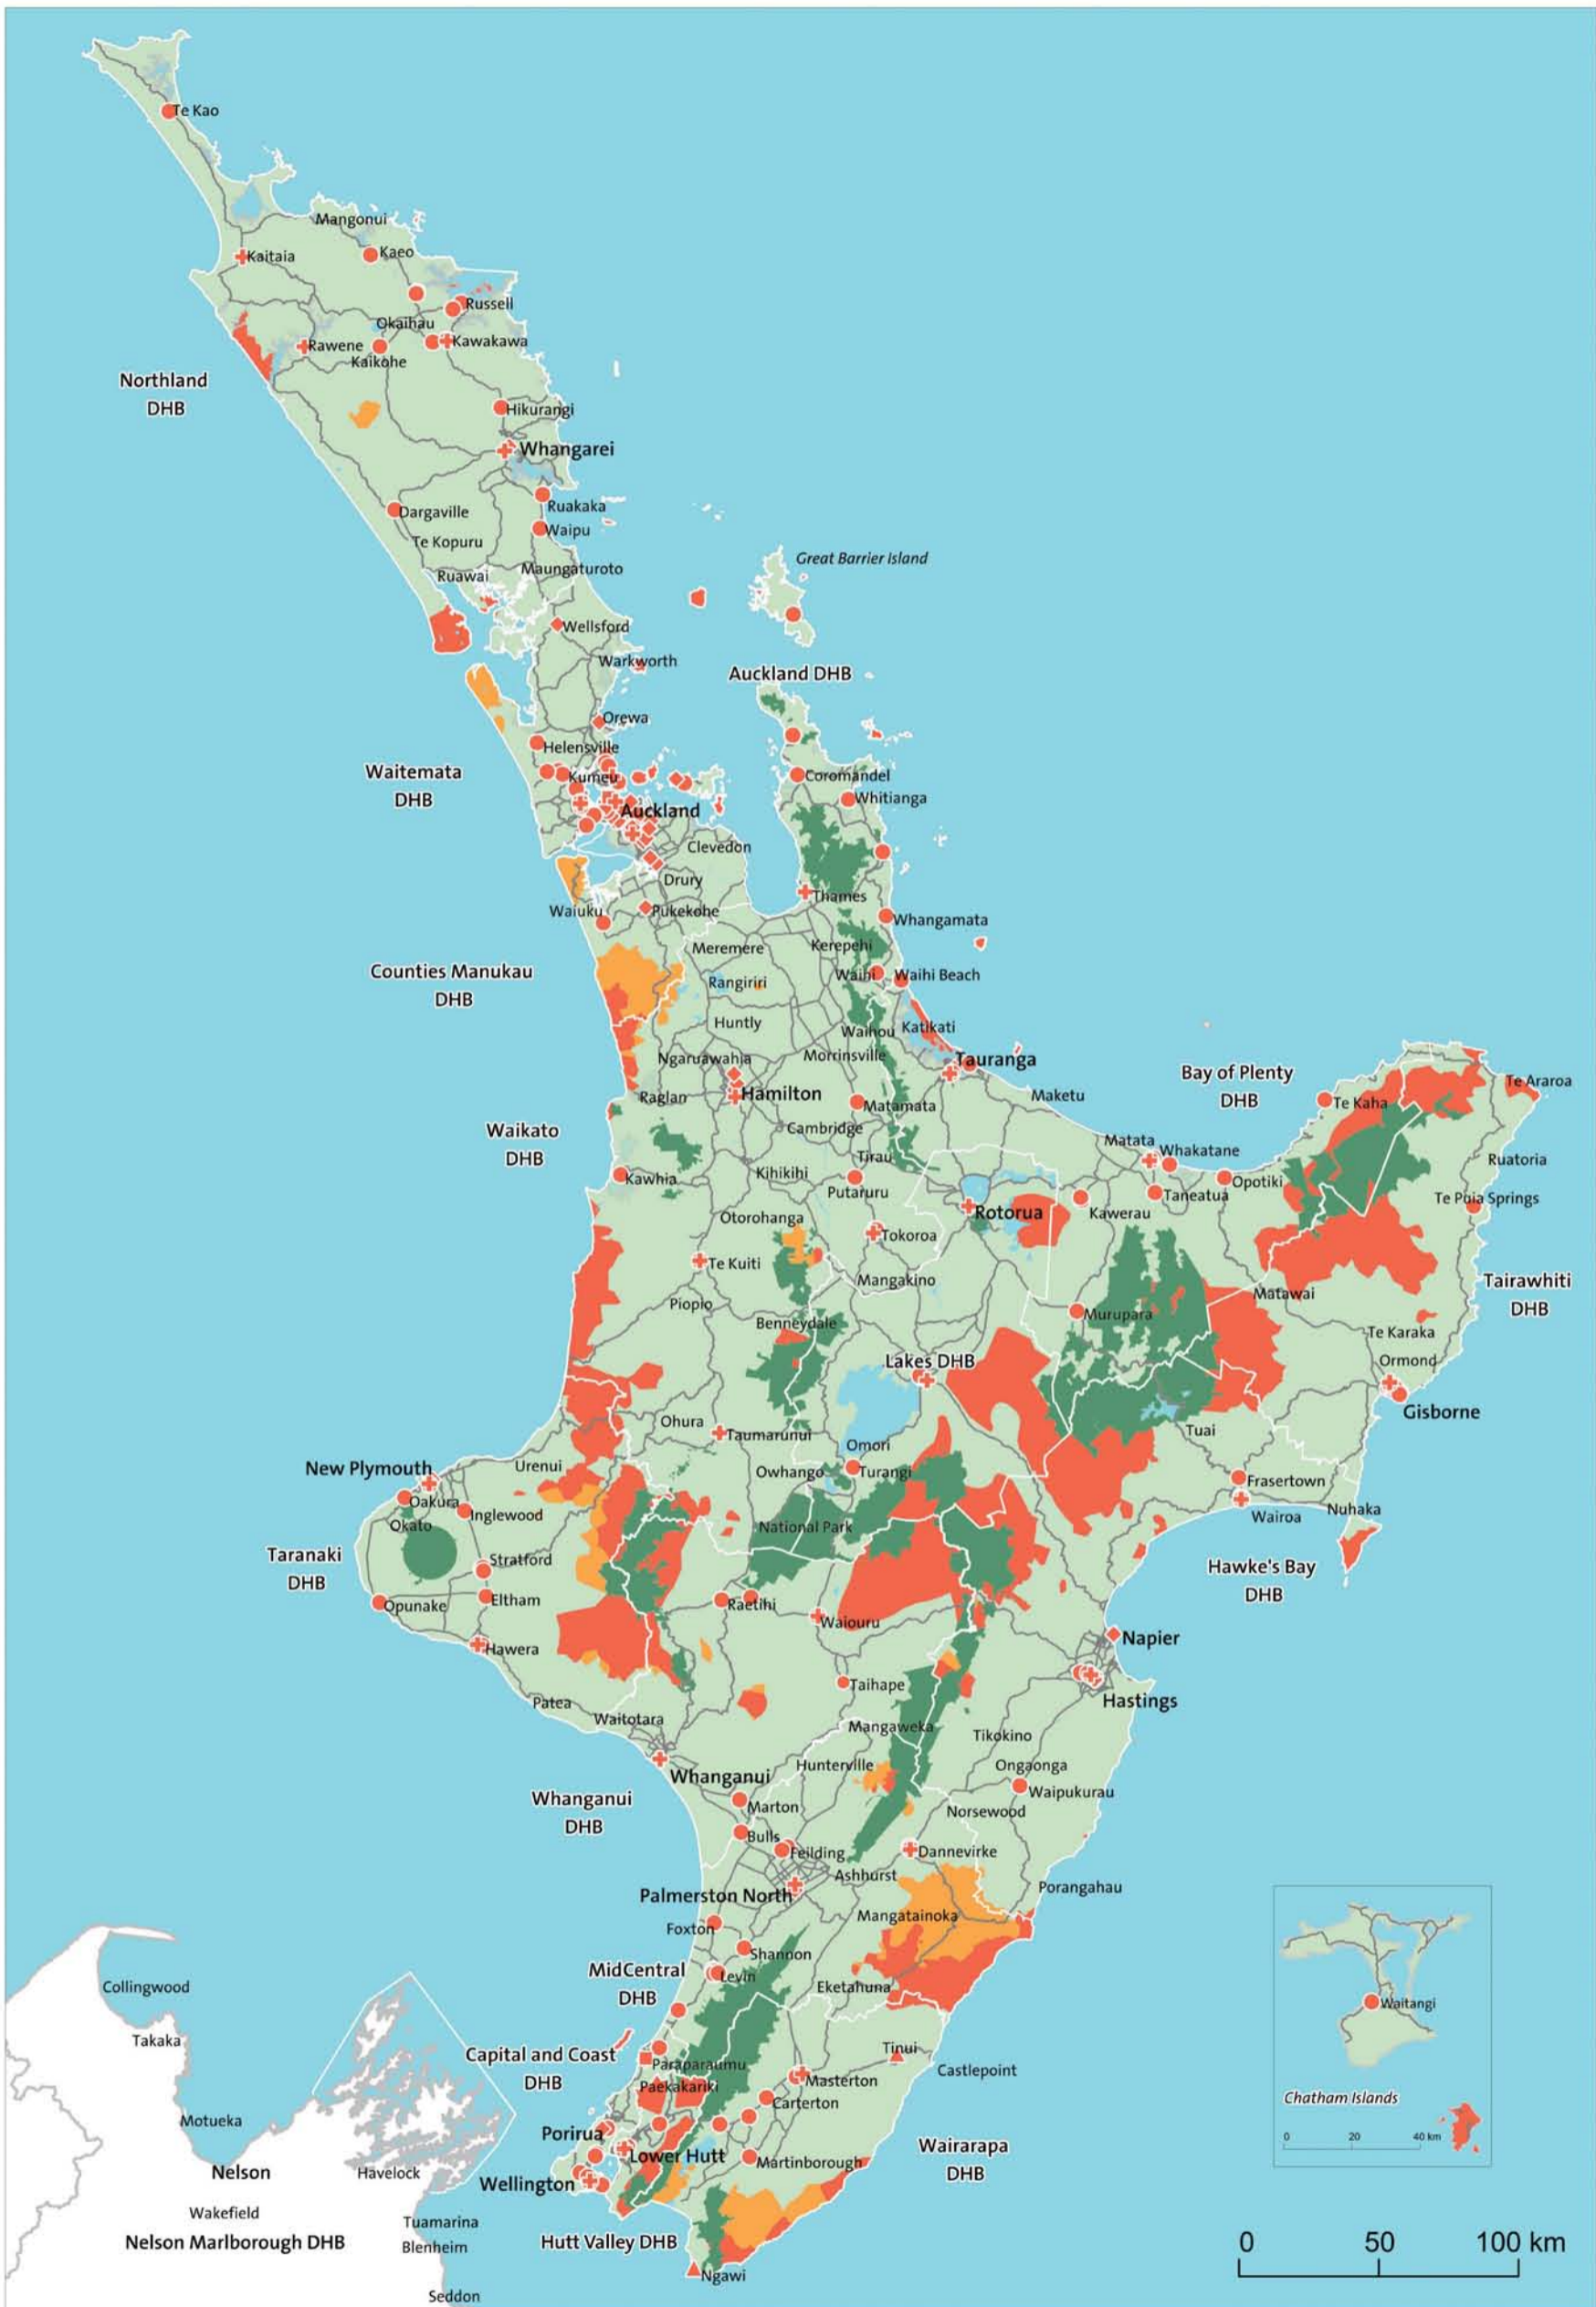 Te Kao
Mangonui
Kaeo
Kaitaia
Russell
Okaihau
Kawakawa
Rawene
Kaikohe
Northland
DHB
Hikurangi
Whangarei
Ruakaka
Dargaville
Waipu
Te Kopuru
Great Barrier Island
Maungaturoto
Ruawai
Wellsford
Warkworth
Auckland DHB
Orewa
Helensville
Waitemata
DHB
Kumeu
Coromandel
Whitianga
Auckland
Clevedon
Drury
Thames
Waiuku
Pukekohe
Whangamata
Meremere
Kerepehi
Counties Manukau
DHB
Rangiriri
Waihi
Waihi Beach
Huntly
Waihou
Katikati
Ngaruawahia
Morrinsville
Tauranga
Bay of Plenty
DHB
Te Araroa
Raglan
Hamilton
Matamata
Maketu
Te Kaha
Waikato
DHB
Cambridge
Matata
Whakatane
Tirau
Ruatoria
Kawhia
Kihikihi
Putaruru
Opotiki
Taneatua
Te Puia Springs
Otorohanga
Rotorua
Kawerau
Tokoroa
Te Kuiti
Mangakino
Tairawhiti
DHB
Matawai
Piopio
Benneydale
Murupara
Te Karaka
Lakes DHB
Ormond
Gisborne
Ohura
Taumarunui
Omori
Tuai
New Plymouth
Urenui
Owhango
Turangi
Frasertown
Oakura
Inglewood
Wairoa
Nuhaka
Okato
National Park
Taranaki
DHB
Stratford
Hawke's Bay
DHB
Opunake
Eltham
Raetihi
Waiouru
Hawera
Napier
Taihape
Hastings
Patea
Waitotara
Mangaweka
Tikokino
Whanganui
Hunterville
Ongaonga
Whanganui
DHB
Marton
Waipukurau
Norsewood
Bulls
Feilding
Dannevirke
Ashhurst
Palmerston North
Porangahau
Foxton
Mangatainoka
Shannon
MidCentral
DHB
Levin
Eketahuna
Collingwood
Takaka
Waitangi
Capital and Coast
DHB
Paraparaumu
Tinui
Castlepoint
Paekakariki
Masterton
Carterton
Chatham Islands
0 20 40 km
Motueka
Porirua
Lower Hutt
Martinborough
Wairarapa
DHB
Nelson
Havelock
Wellington
Wakefield
Tuamarina
Nelson Marlborough DHB
Blenheim
Hutt Valley DHB
0 50 100 km
Ngawi
Seddon